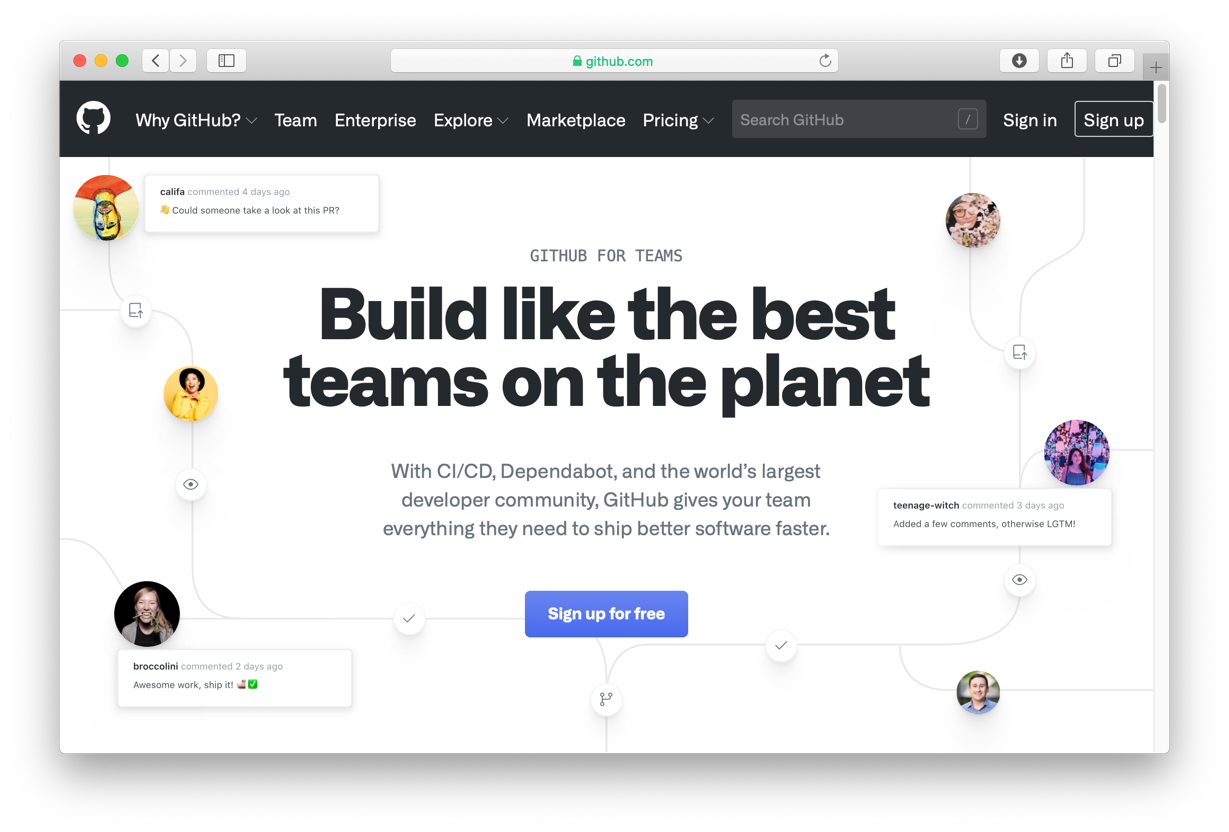 github.com
Why GitHub? Team Enterprise Explore Marketplace Pricing Search GitHub / Sign in Sign up
califa commented 4 days ago
👋 Could someone take a look at this PR?
GITHUB FOR TEAMS
Build like the best
teams on the planet
With CI/CD, Dependabot, and the world’s largest
developer community, GitHub gives your team
everything they need to ship better software faster.
teenage-witch commented 3 days ago
Added a few comments, otherwise LGTM!
Sign up for free
broccolini commented 2 days ago
Awesome work, ship it! 🚢✅